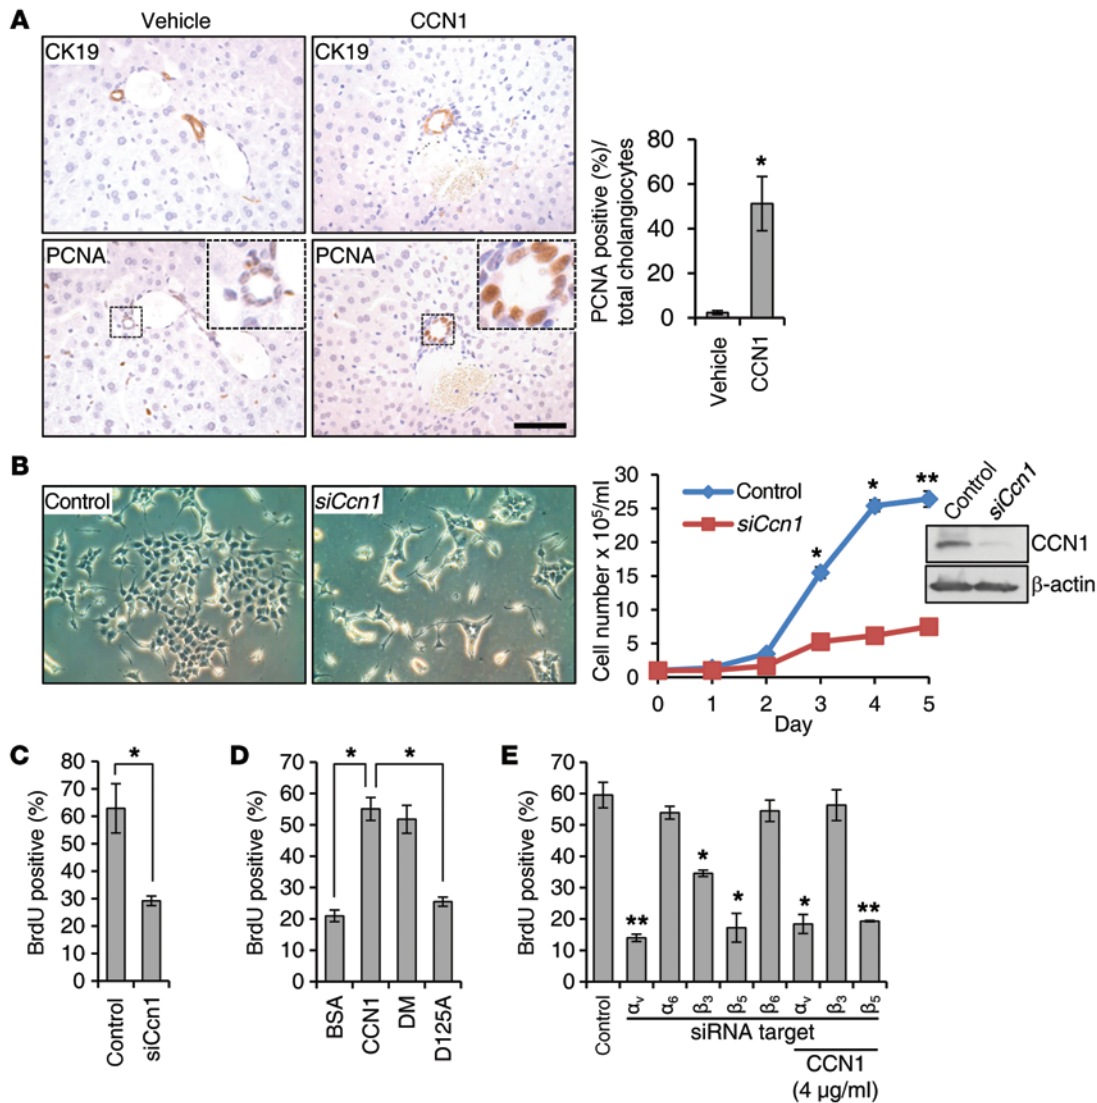 A
Vehicle
CCN1
CK19
CK19
PCNA
PCNA
PCNA positive (%)/
total cholangiocytes
80
60
40
20
0
*
Vehicle
CCN1
B
Control
siCcn1
Cell number x 10⁵/ml
30
25
20
15
10
5
0
Control
siCcn1
*
*
**
0 1 2 3 4 5
Day
Control
siCcn1
CCN1
β-actin
C
BrdU positive (%)
80
70
60
50
40
30
20
10
0
*
Control
siCcn1
D
BrdU positive (%)
70
60
50
40
30
20
10
0
*
*
BSA
CCN1
DM
D125A
E
BrdU positive (%)
70
60
50
40
30
20
10
0
**
*
*
*
**
Control
αᵥ
α₆
β₃
β₅
β₆
αᵥ
β₃
β₅
siRNA target
CCN1
(4 µg/ml)